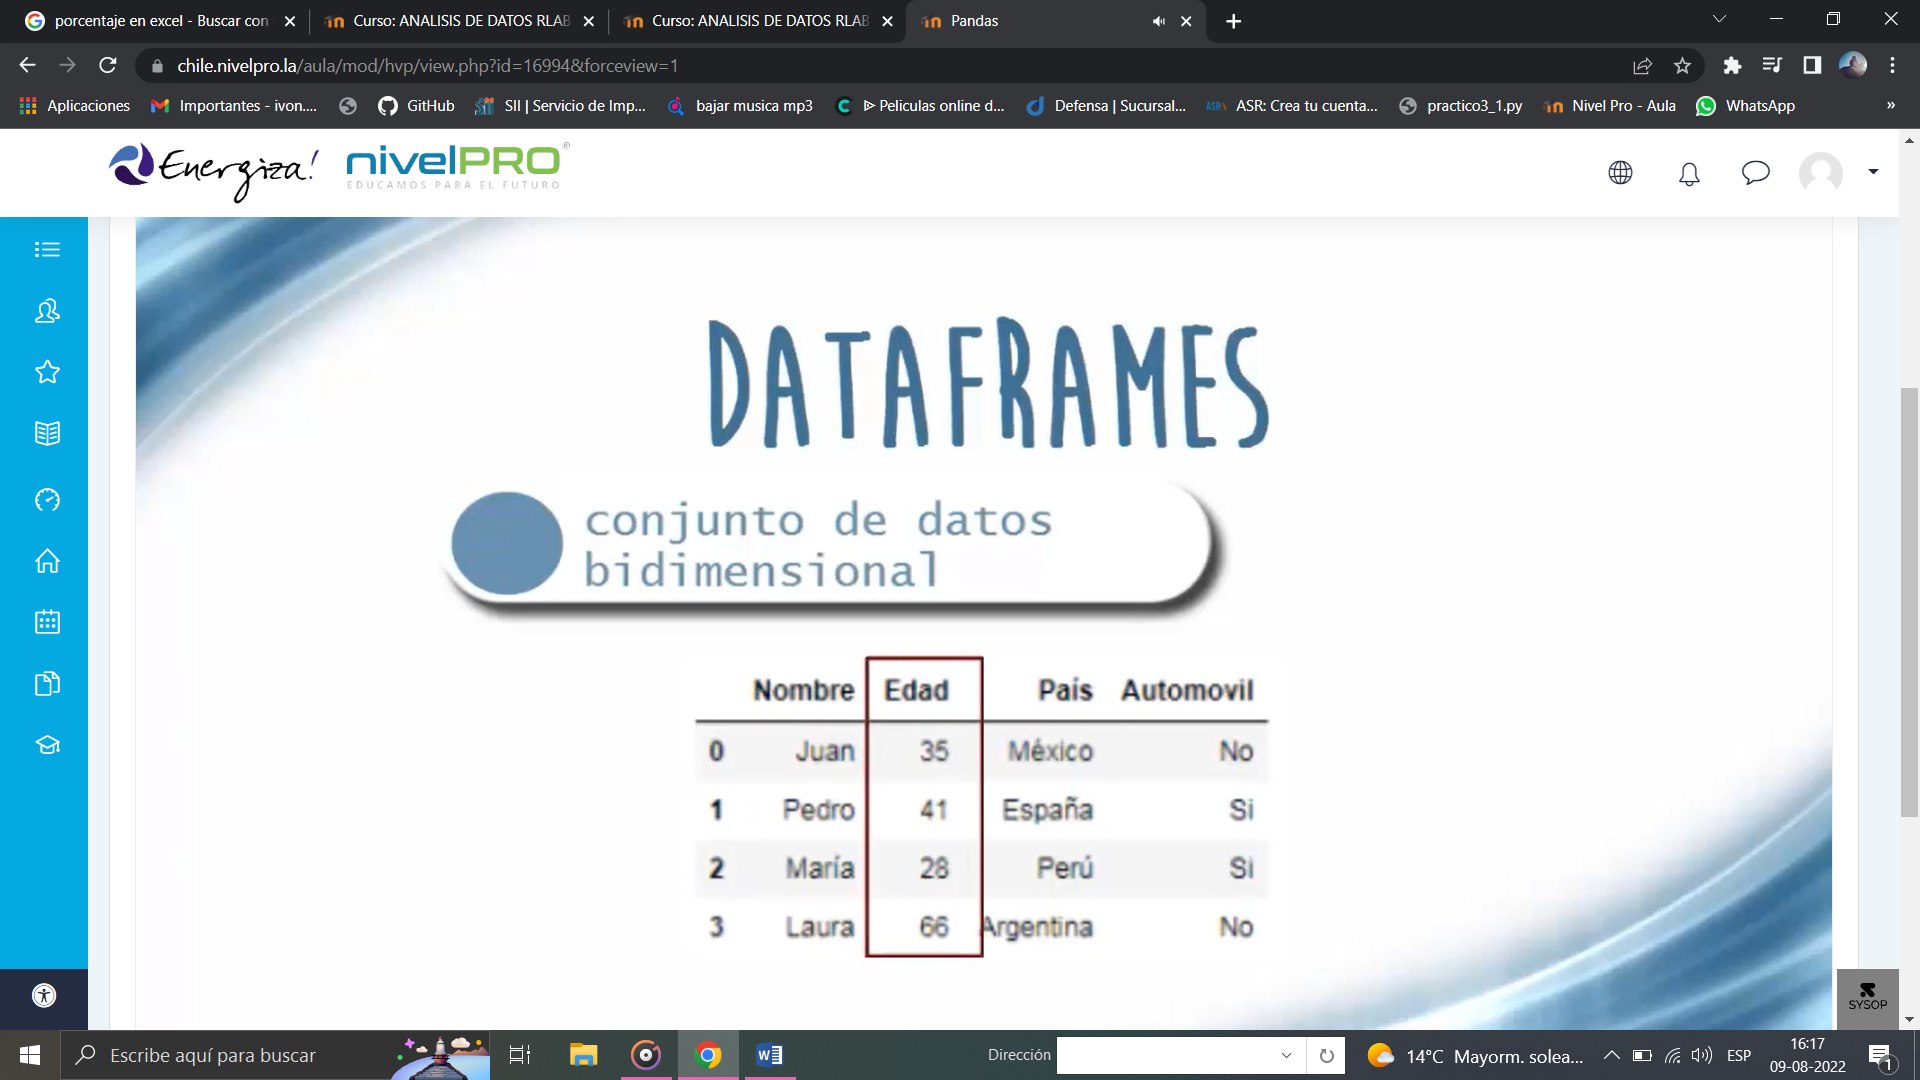 porcentaje en excel - Buscar con
Curso: ANALISIS DE DATOS RLAB
Curso: ANALISIS DE DATOS RLAB
Pandas
chile.nivelpro.la/aula/mod/hvp/view.php?id=16994&forceview=1
Aplicaciones
Importantes - ivon....
GitHub
SII | Servicio de Imp...
bajar musica mp3
Peliculas online d...
Defensa | Sucursal...
ASR: Crea tu cuenta...
practico3_1.py
Nivel Pro - Aula
WhatsApp
»
Energiza!
nivelPRO®
EDUCAMOS PARA EL FUTURO
DATAFRAMES
conjunto de datos
bidimensional
Nombre Edad País Automovil
0 Juan 35 México No
1 Pedro 41 España Si
2 María 28 Perú Si
3 Laura 66 Argentina No
SYSOP
Escribe aquí para buscar
Dirección
14°C Mayorm. solea...
ESP
16:17
09-08-2022
1